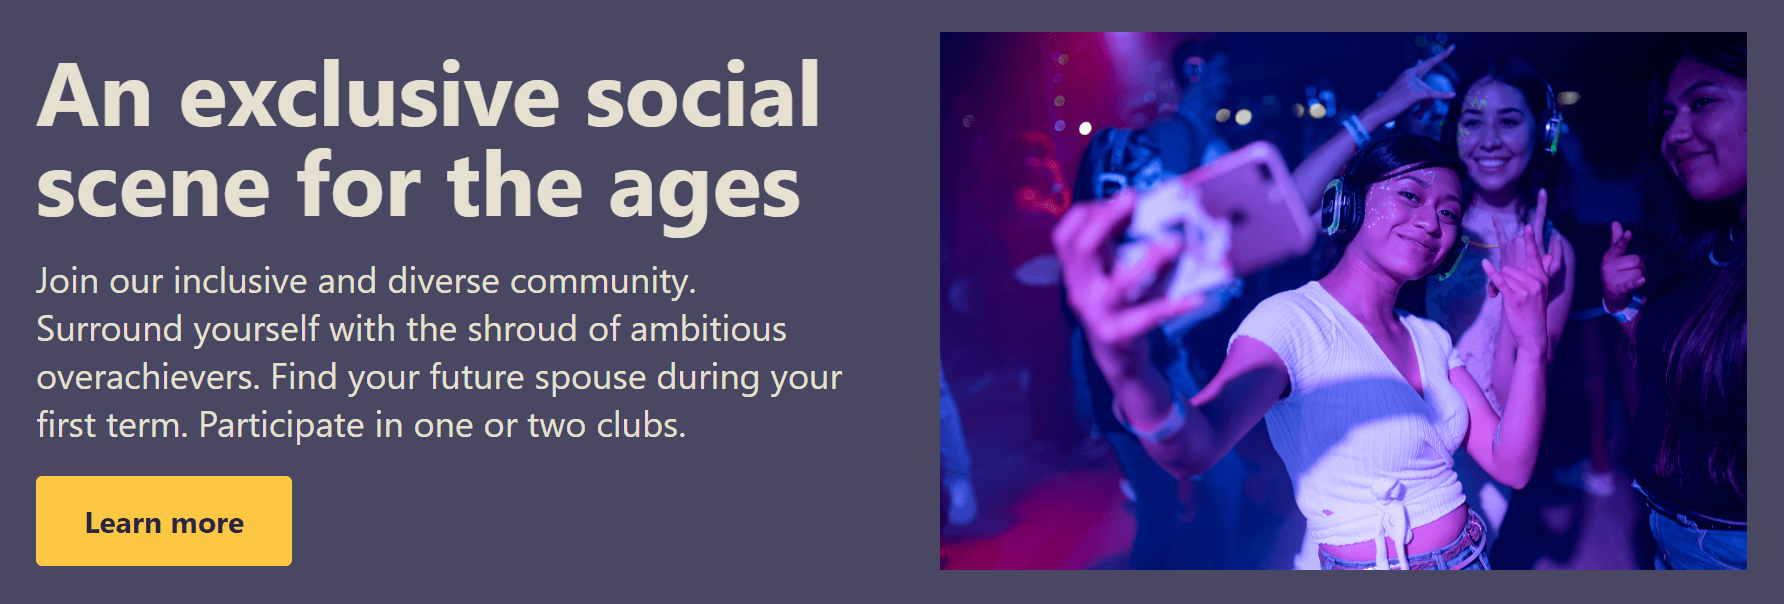 An exclusive social
scene for the ages
Join our inclusive and diverse community.
Surround yourself with the shroud of ambitious
overachievers. Find your future spouse during your
first term. Participate in one or two clubs.
Learn more